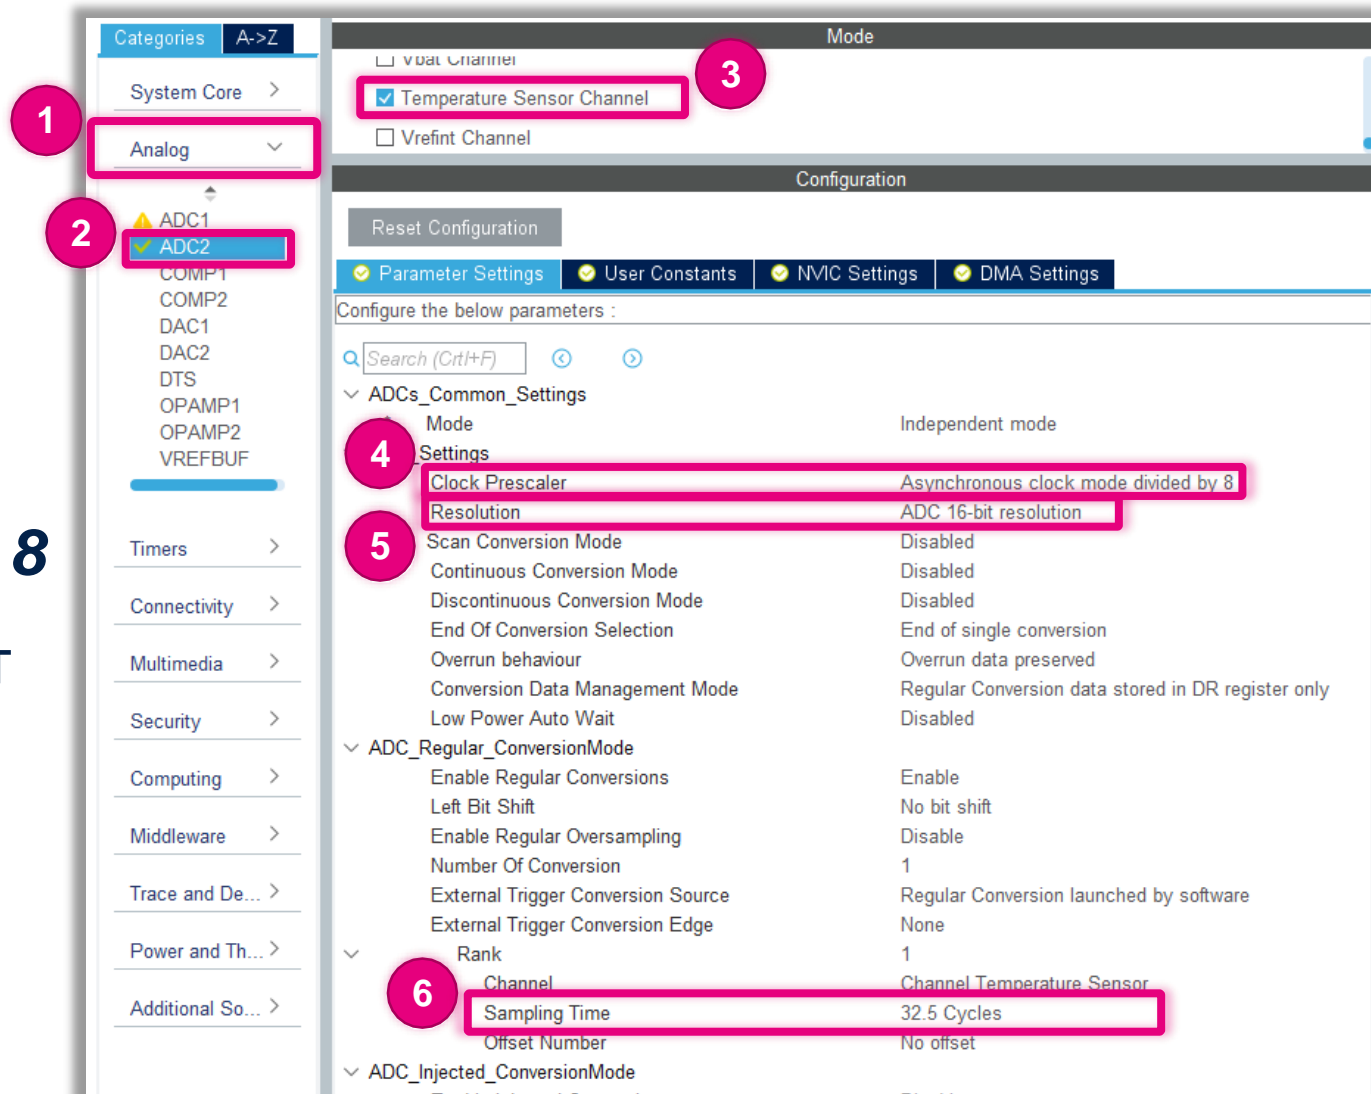 Categories A->Z
System Core
1
Analog
2
ADC1
ADC2
COMP1
COMP2
DAC1
DAC2
DTS
OPAMP1
OPAMP2
VREFBUF
8
Timers
Connectivity
T
Multimedia
Security
Computing
Middleware
Trace and De...
Power and Th...
Additional So...
Mode
Vbat Channel
3
Temperature Sensor Channel
Vrefint Channel
Configuration
Reset Configuration
Parameter Settings User Constants NVIC Settings DMA Settings
Configure the below parameters :
Search (Crtl+F)
ADCs_Common_Settings
Mode Independent mode
4 _Settings
Clock Prescaler Asynchronous clock mode divided by 8
Resolution ADC 16-bit resolution
5 Scan Conversion Mode Disabled
Continuous Conversion Mode Disabled
Discontinuous Conversion Mode Disabled
End Of Conversion Selection End of single conversion
Overrun behaviour Overrun data preserved
Conversion Data Management Mode Regular Conversion data stored in DR register only
Low Power Auto Wait Disabled
ADC_Regular_ConversionMode
Enable Regular Conversions Enable
Left Bit Shift No bit shift
Enable Regular Oversampling Disable
Number Of Conversion 1
External Trigger Conversion Source Regular Conversion launched by software
External Trigger Conversion Edge None
Rank 1
6 Channel Channel Temperature Sensor
Sampling Time 32.5 Cycles
Offset Number No offset
ADC_Injected_ConversionMode